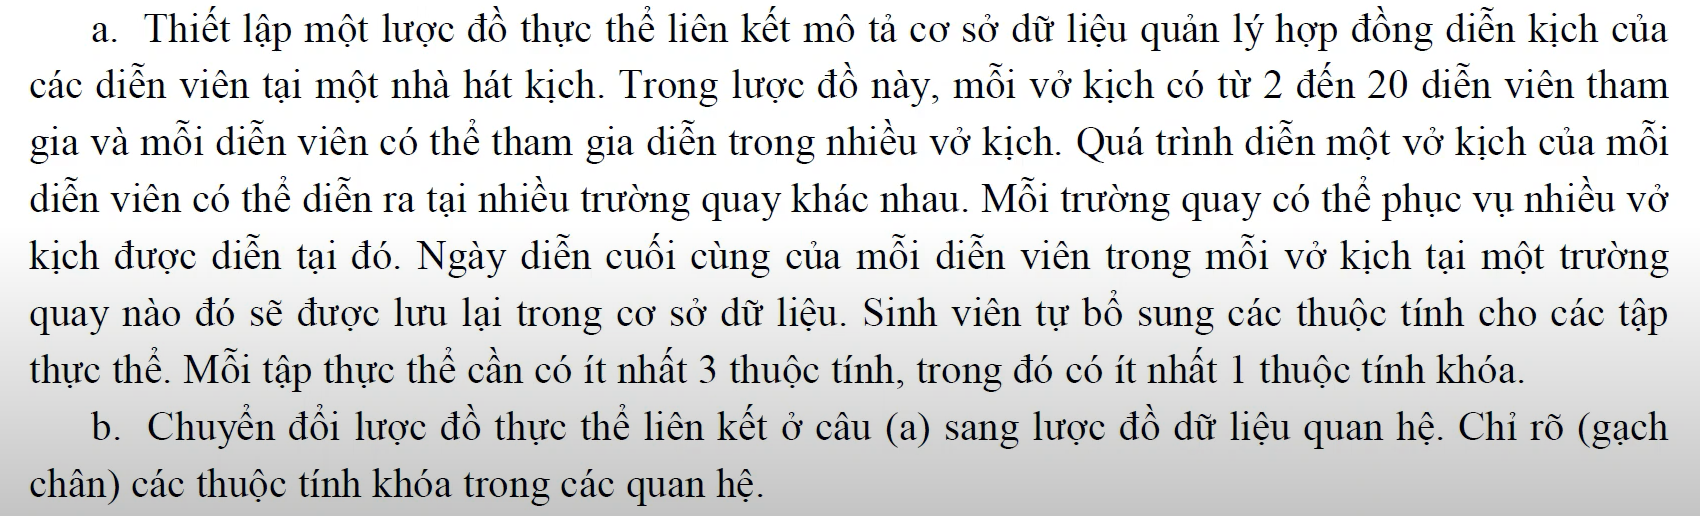 a. Thiết lập một lược đồ thực thể liên kết mô tả cơ sở dữ liệu quản lý hợp đồng diễn kịch của
các diễn viên tại một nhà hát kịch. Trong lược đồ này, mỗi vở kịch có từ 2 đến 20 diễn viên tham
gia và mỗi diễn viên có thể tham gia diễn trong nhiều vở kịch. Quá trình diễn một vở kịch của mỗi
diễn viên có thể diễn ra tại nhiều trường quay khác nhau. Mỗi trường quay có thể phục vụ nhiều vở
kịch được diễn tại đó. Ngày diễn cuối cùng của mỗi diễn viên trong mỗi vở kịch tại một trường
quay nào đó sẽ được lưu lại trong cơ sở dữ liệu. Sinh viên tự bổ sung các thuộc tính cho các tập
thực thể. Mỗi tập thực thể cần có ít nhất 3 thuộc tính, trong đó có ít nhất 1 thuộc tính khóa.
b. Chuyển đổi lược đồ thực thể liên kết ở câu (a) sang lược đồ dữ liệu quan hệ. Chỉ rõ (gạch
chân) các thuộc tính khóa trong các quan hệ.